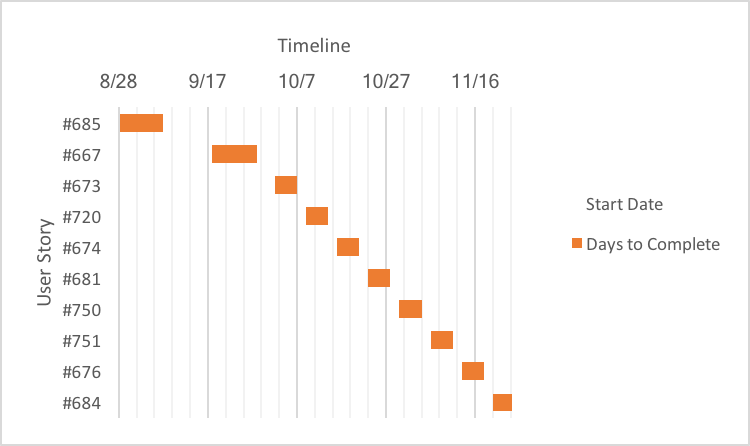 Timeline
8/28 9/17 10/7 10/27 11/16
User Story
#685
#667
#673
#720
#674
#681
#750
#751
#676
#684
Start Date
Days to Complete